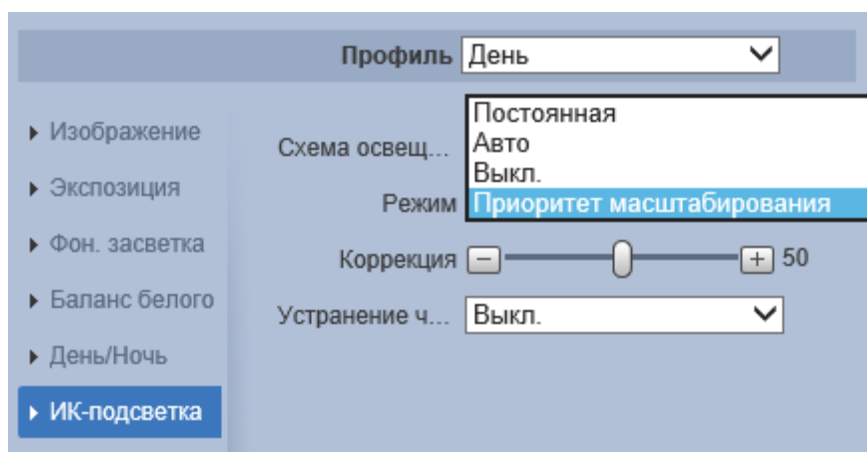 Профиль День
Изображение
Экспозиция
Фон. засветка
Баланс белого
День/Ночь
ИК-подсветка
Схема освещ...
Постоянная
Авто
Выкл.
Режим Приоритет масштабирования
Коррекция 50
Устранение ч... Выкл.